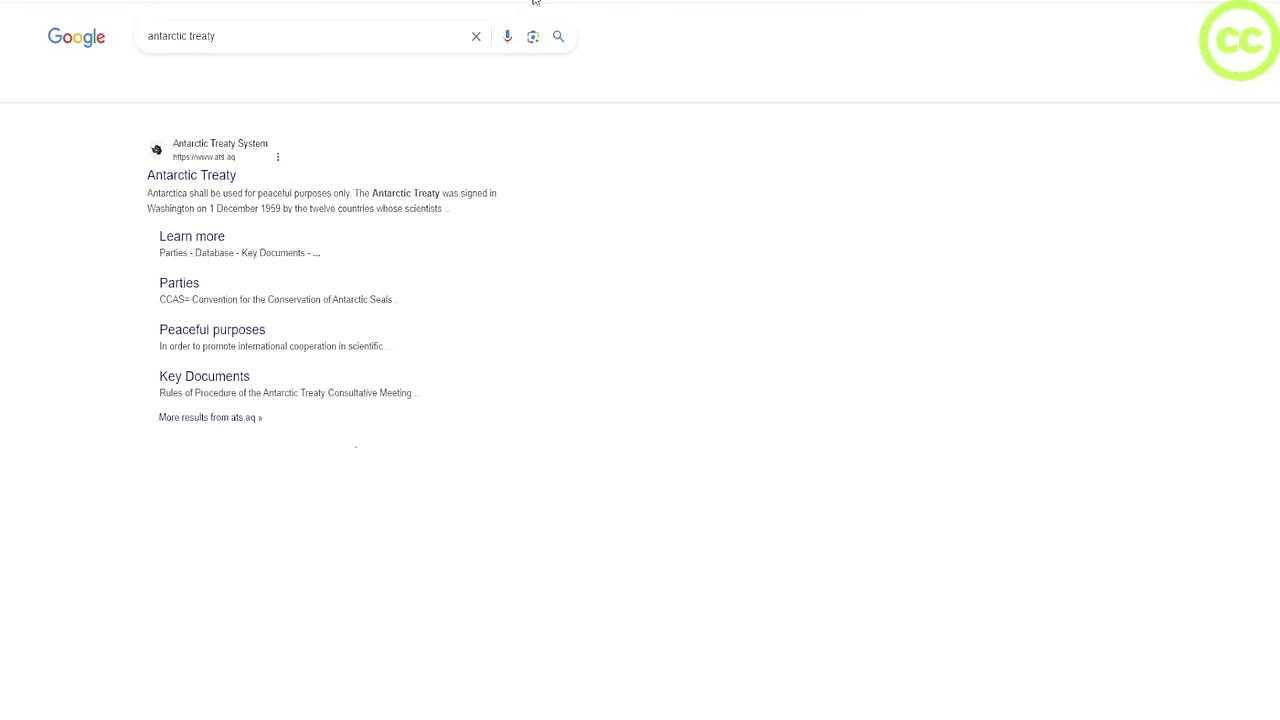 Google
antarctic treaty
CC
Antarctic Treaty System
https://www.ats.aq
Antarctic Treaty
Antarctica shall be used for peaceful purposes only. The Antarctic Treaty was signed in
Washington on 1 December 1959 by the twelve countries whose scientists ...
Learn more
Parties - Database - Key Documents - ...
Parties
CCAS= Convention for the Conservation of Antarctic Seals ...
Peaceful purposes
In order to promote international cooperation in scientific ...
Key Documents
Rules of Procedure of the Antarctic Treaty Consultative Meeting ...
More results from ats.aq »